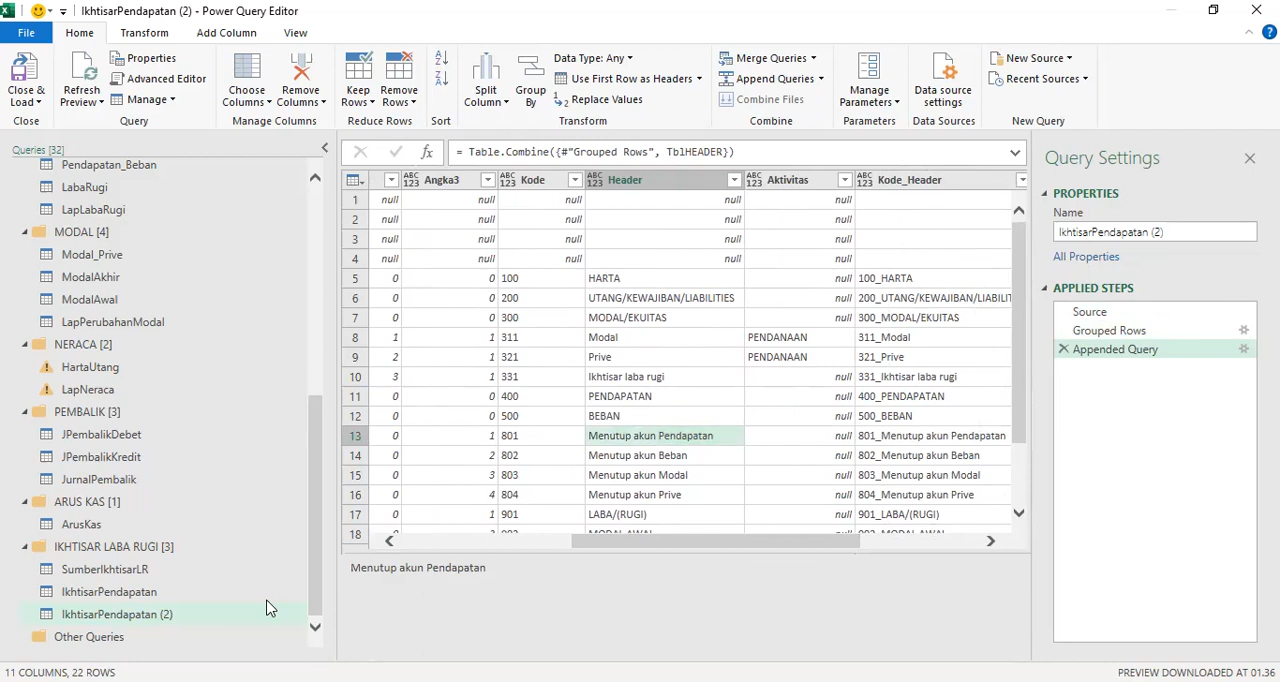 IkhtisarPendapatan (2) - Power Query Editor
File Home Transform Add Column View
Close & Load
Close
Refresh Preview
Properties
Advanced Editor
Manage
Query
Choose Columns
Remove Columns
Manage Columns
Keep Rows
Remove Rows
Reduce Rows
Sort
Split Column
Group By
Data Type: Any
Use First Row as Headers
Replace Values
Transform
Merge Queries
Append Queries
Combine Files
Combine
Manage Parameters
Parameters
Data source settings
Data Sources
New Source
Recent Sources
New Query
Queries [32]
Pendapatan_Beban
LabaRugi
LapLabaRugi
MODAL [4]
Modal_Prive
ModalAkhir
ModalAwal
LapPerubahanModal
NERACA [2]
HartaUtang
LapNeraca
PEMBALIK [3]
JPembalikDebet
JPembalikKredit
JurnalPembalik
ARUS KAS [1]
ArusKas
IKHTISAR LABA RUGI [3]
SumberIkhtisarLR
IkhtisarPendapatan
IkhtisarPendapatan (2)
Other Queries
fx = Table.Combine({#"Grouped Rows", TblHEADER})
ABC 123 Angka3 ABC 123 Kode ABC 123 Header ABC 123 Aktivitas ABC 123 Kode_Header
1 null null null null null
2 null null null null null
3 null null null null null
4 null null null null null
5 0 0 100 HARTA null 100_HARTA
6 0 0 200 UTANG/KEWAJIBAN/LIABILITIES null 200_UTANG/KEWAJIBAN/LIABILIT
7 0 0 300 MODAL/EKUITAS null 300_MODAL/EKUITAS
8 1 1 311 Modal PENDANAAN 311_Modal
9 2 1 321 Prive PENDANAAN 321_Prive
10 3 1 331 Ikhtisar laba rugi null 331_Ikhtisar laba rugi
11 0 0 400 PENDAPATAN null 400_PENDAPATAN
12 0 0 500 BEBAN null 500_BEBAN
13 0 1 801 Menutup akun Pendapatan null 801_Menutup akun Pendapatan
14 0 2 802 Menutup akun Beban null 802_Menutup akun Beban
15 0 3 803 Menutup akun Modal null 803_Menutup akun Modal
16 0 4 804 Menutup akun Prive null 804_Menutup akun Prive
17 0 1 901 LABA/(RUGI) null 901_LABA/(RUGI)
18
Menutup akun Pendapatan
Query Settings
PROPERTIES
Name
IkhtisarPendapatan (2)
All Properties
APPLIED STEPS
Source
Grouped Rows
Appended Query
11 COLUMNS, 22 ROWS
PREVIEW DOWNLOADED AT 01.36